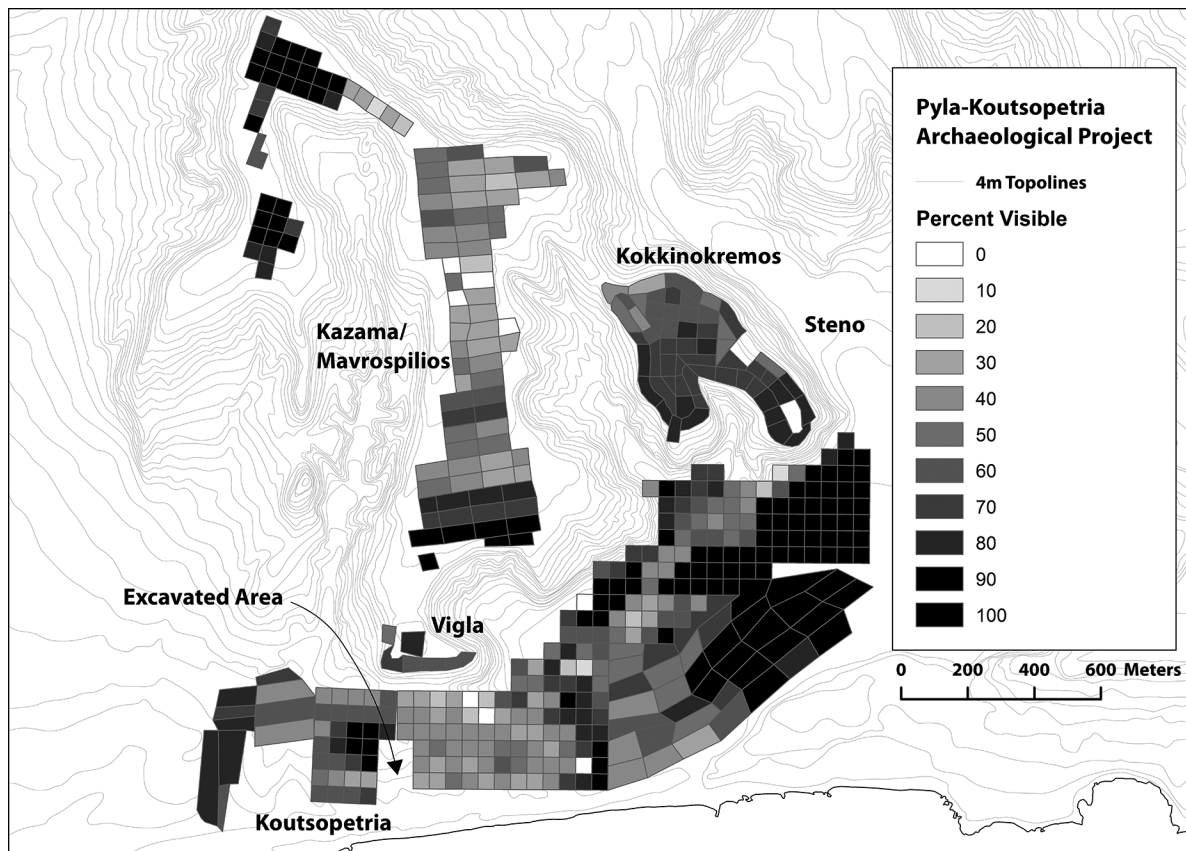 Pyla-Koutsopetria
Archaeological Project
4m Topolines
Percent Visible
0
10
20
30
40
50
60
70
80
90
100
Kokkinokremos
Steno
Kazama/
Mavrospilios
Excavated Area
Vigla
0 200 400 600 Meters
Koutsopetria